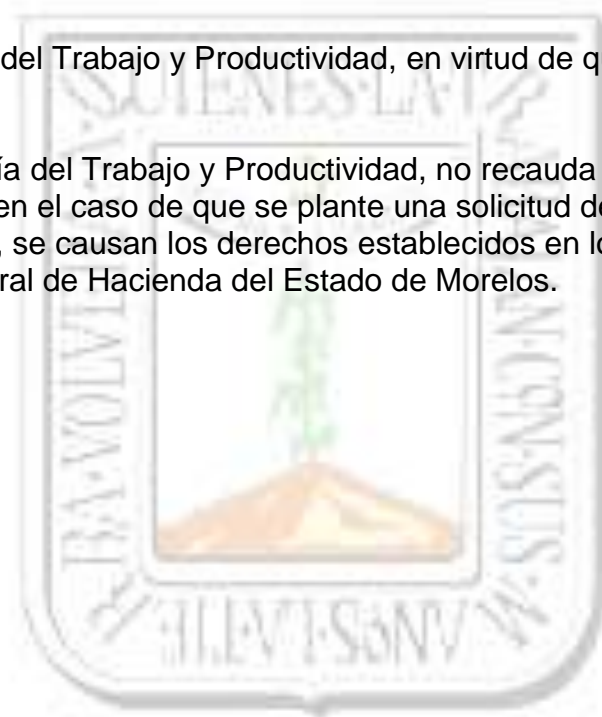 del Trabajo y Productividad, en virtud de q
ía del Trabajo y Productividad, no recauda
en el caso de que se plante una solicitud de
, se causan los derechos establecidos en lo
ral de Hacienda del Estado de Morelos.